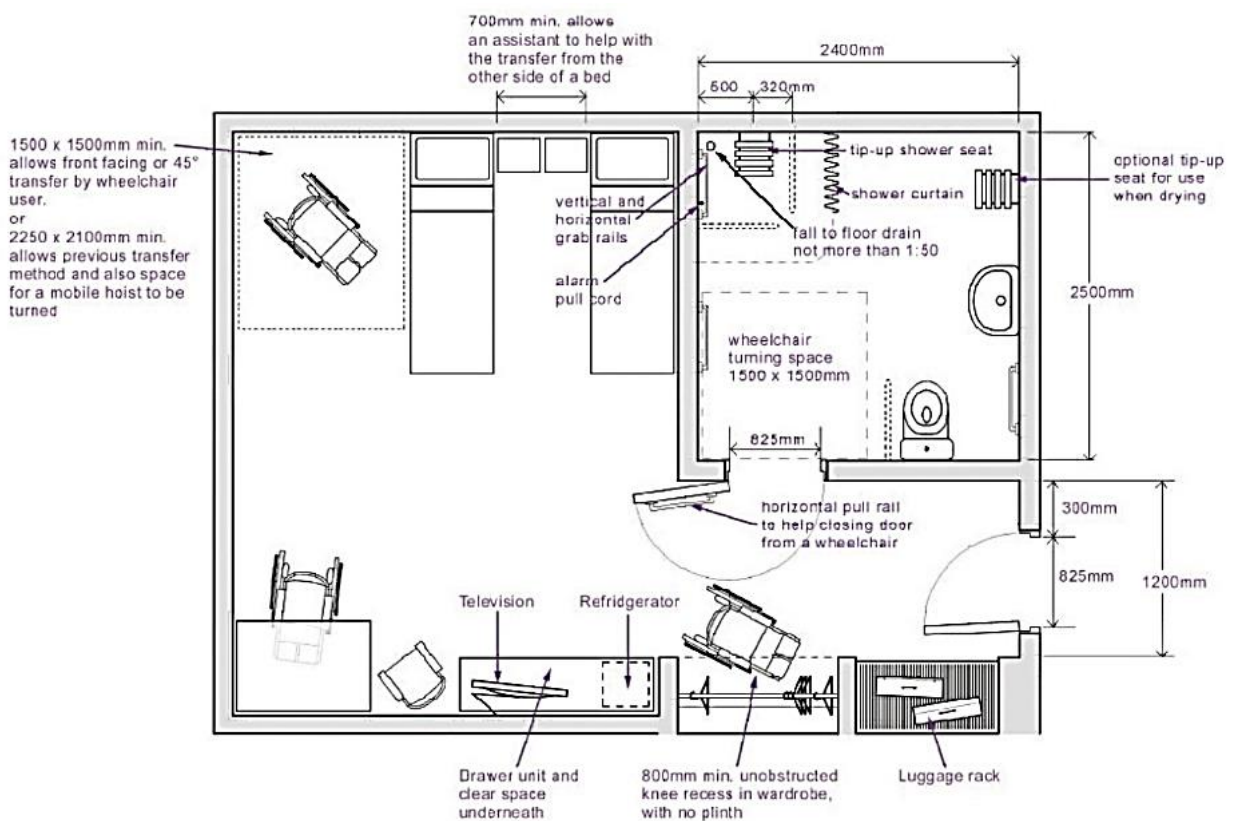 700mm min. allows
an assistant to help with
the transfer from the
other side of a bed
2400mm
500
320mm
1500 x 1500mm min.
allows front facing or 45°
transfer by wheelchair
user.
or
2250 x 2100mm min.
allows previous transfer
method and also space
for a mobile hoist to be
turned
tip-up shower seat
shower curtain
optional tip-up
seat for use
when drying
vertical and
horizontal
grab rails
fall to floor drain
not more than 1:50
alarm
pull cord
2500mm
wheelchair
turning space
1500 x 1500mm
825mm
horizontal pull rail
to help closing door
from a wheelchair
300mm
825mm
1200mm
Television
Refridgerator
Drawer unit and
clear space
underneath
800mm min. unobstructed
knee recess in wardrobe,
with no plinth
Luggage rack